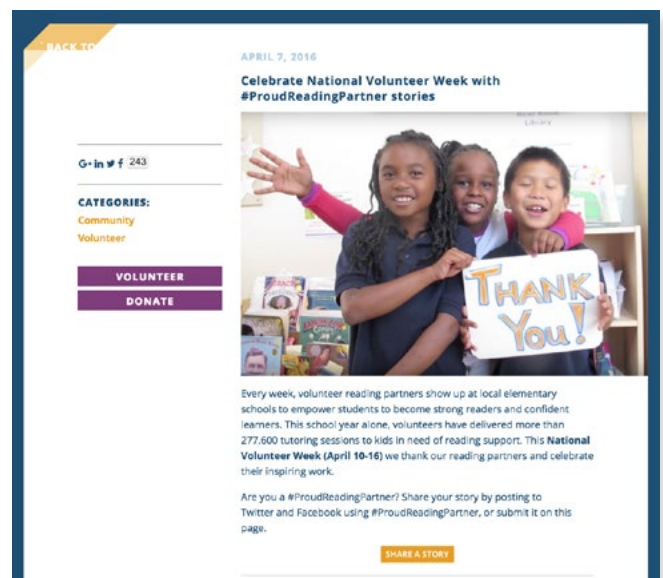 BACK TO
APRIL 7, 2016
Celebrate National Volunteer Week with
#ProudReadingPartner stories
Library
G+ in f 243
CATEGORIES:
Community
Volunteer
VOLUNTEER
DONATE
THANK
You!
Every week, volunteer reading partners show up at local elementary
schools to empower students to become strong readers and confident
learners. This school year alone, volunteers have delivered more than
277,600 tutoring sessions to kids in need of reading support. This National
Volunteer Week (April 10-16) we thank our reading partners and celebrate
their inspiring work.
Are you a #ProudReadingPartner? Share your story by posting to
Twitter and Facebook using #ProudReadingPartner, or submit it on this
page.
SHARE A STORY